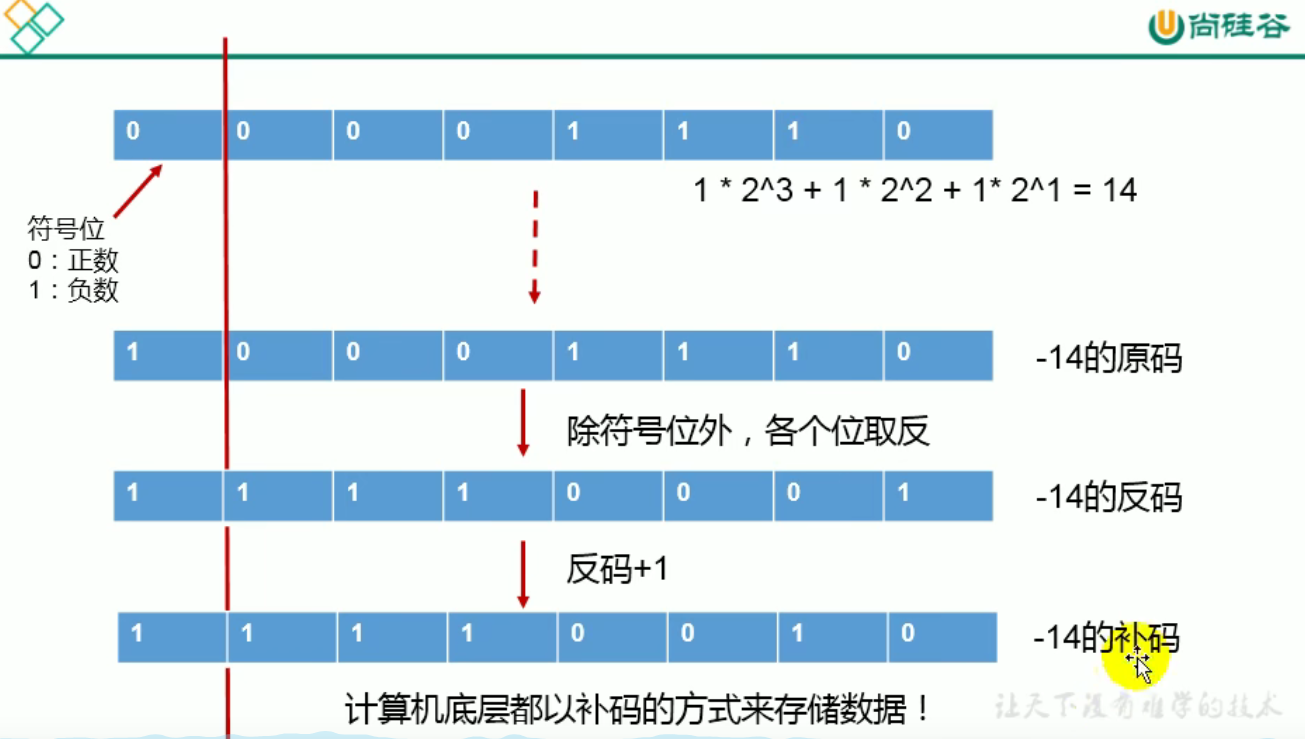 尚硅谷
0 0 0 0 1 1 1 0
1 * 2^3 + 1 * 2^2 + 1* 2^1 = 14
符号位
0：正数
1：负数
1 0 0 0 1 1 1 0 -14的原码
除符号位外，各个位取反
1 1 1 1 0 0 0 1 -14的反码
反码+1
1 1 1 1 0 0 1 0 -14的补码
计算机底层都以补码的方式来存储数据！
让天下没有难学的技术